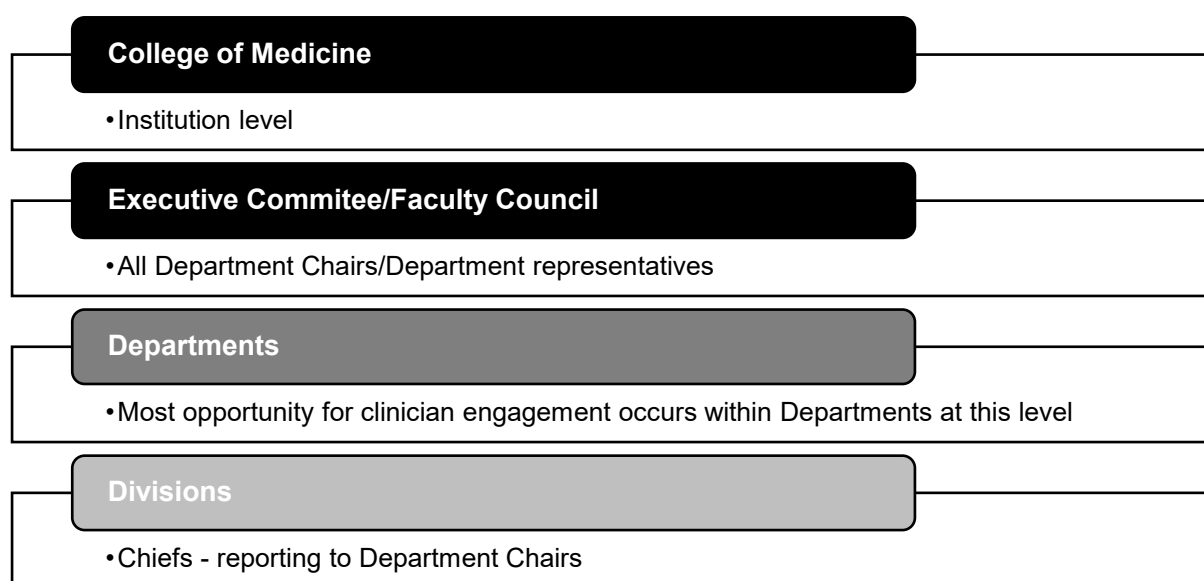 College of Medicine
•Institution level
Executive Commitee/Faculty Council
•All Department Chairs/Department representatives
Departments
•Most opportunity for clinician engagement occurs within Departments at this level
Divisions
•Chiefs - reporting to Department Chairs